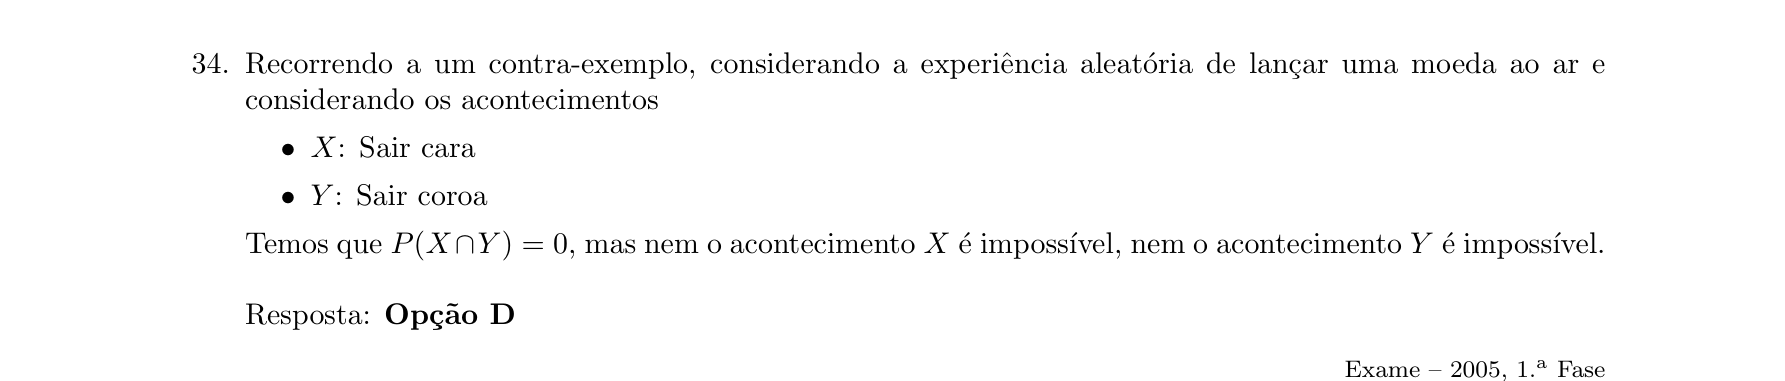 34. Recorrendo a um contra-exemplo, considerando a experiência aleatória de lançar uma moeda ao ar e
considerando os acontecimentos
• X: Sair cara
• Y: Sair coroa
Temos que P(X∩Y) = 0, mas nem o acontecimento X é impossível, nem o acontecimento Y é impossível.
Resposta: Opção D
Exame – 2005, 1.ª Fase